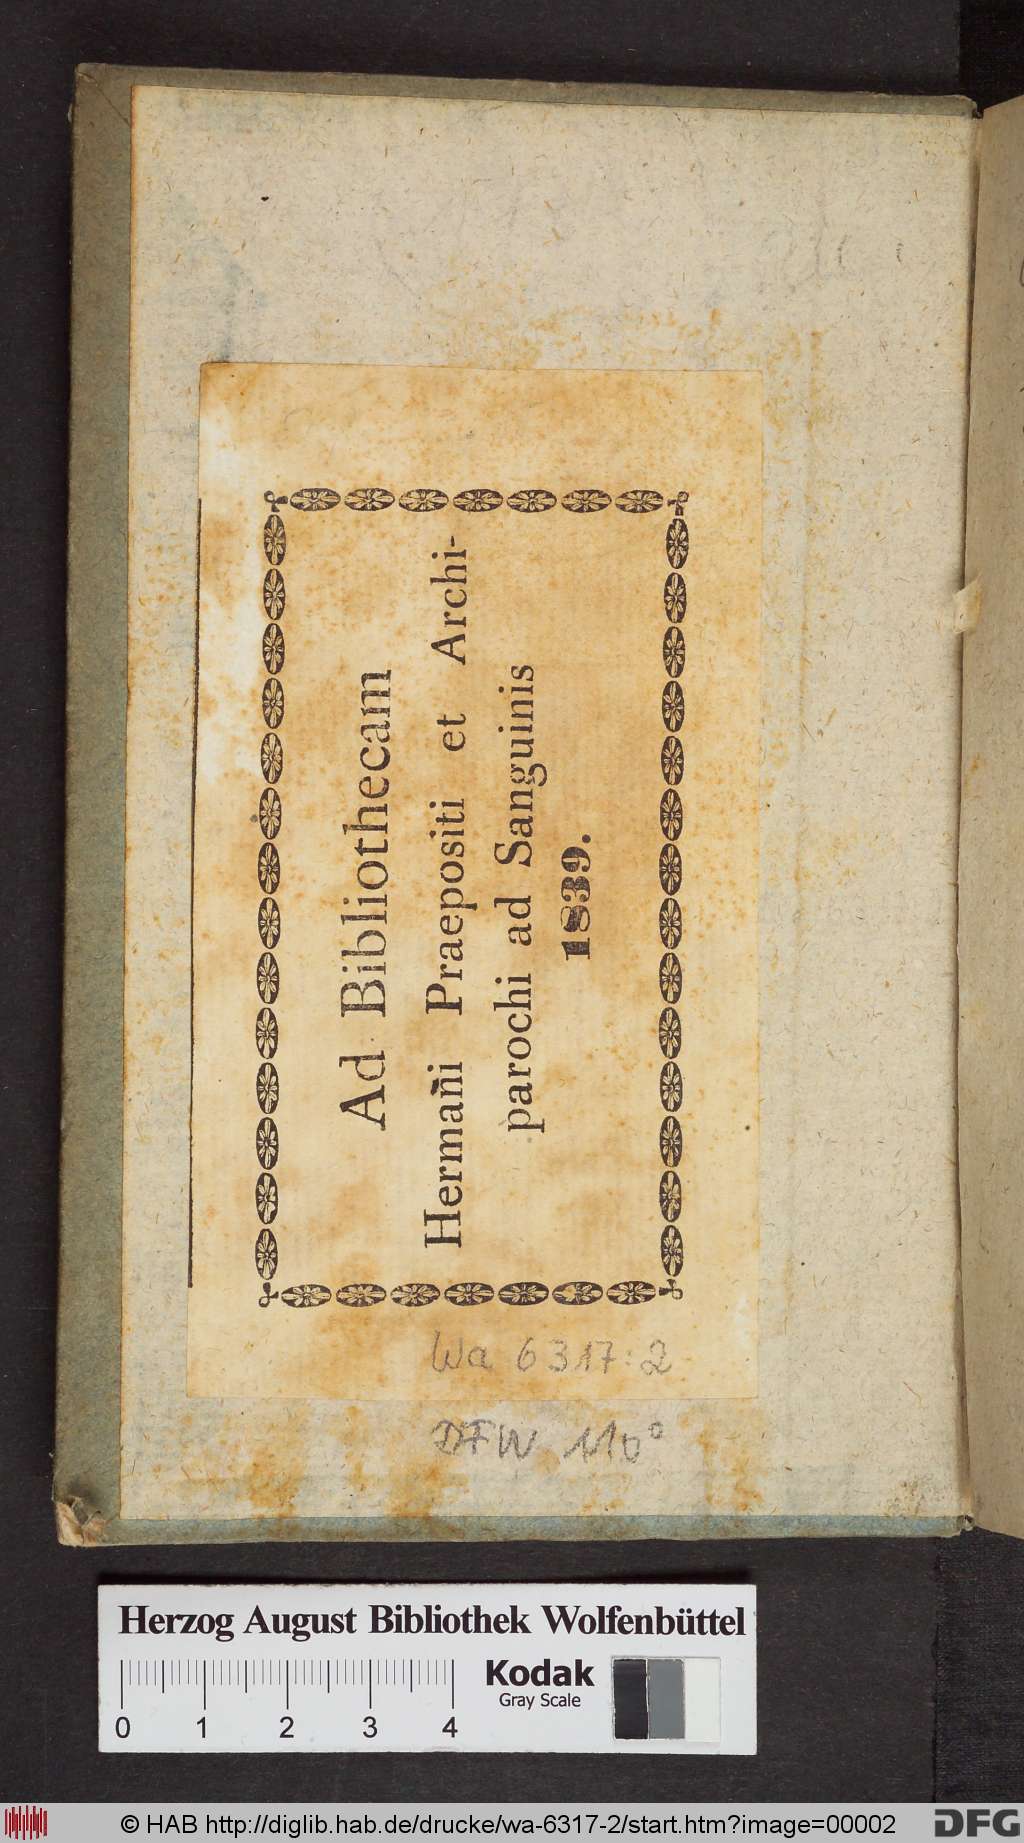 Ad Bibliothecam
Hermañi Praepositi et Archi-
parochi ad Sanguinis
1839.
Wa 6317:2
DFW
Herzog August Bibliothek Wolfenbüttel
Kodak
Gray Scale
0 1 2 3 4
© HAB http://diglib.hab.de/drucke/wa-6317-2/start.htm?image=00002
DFG